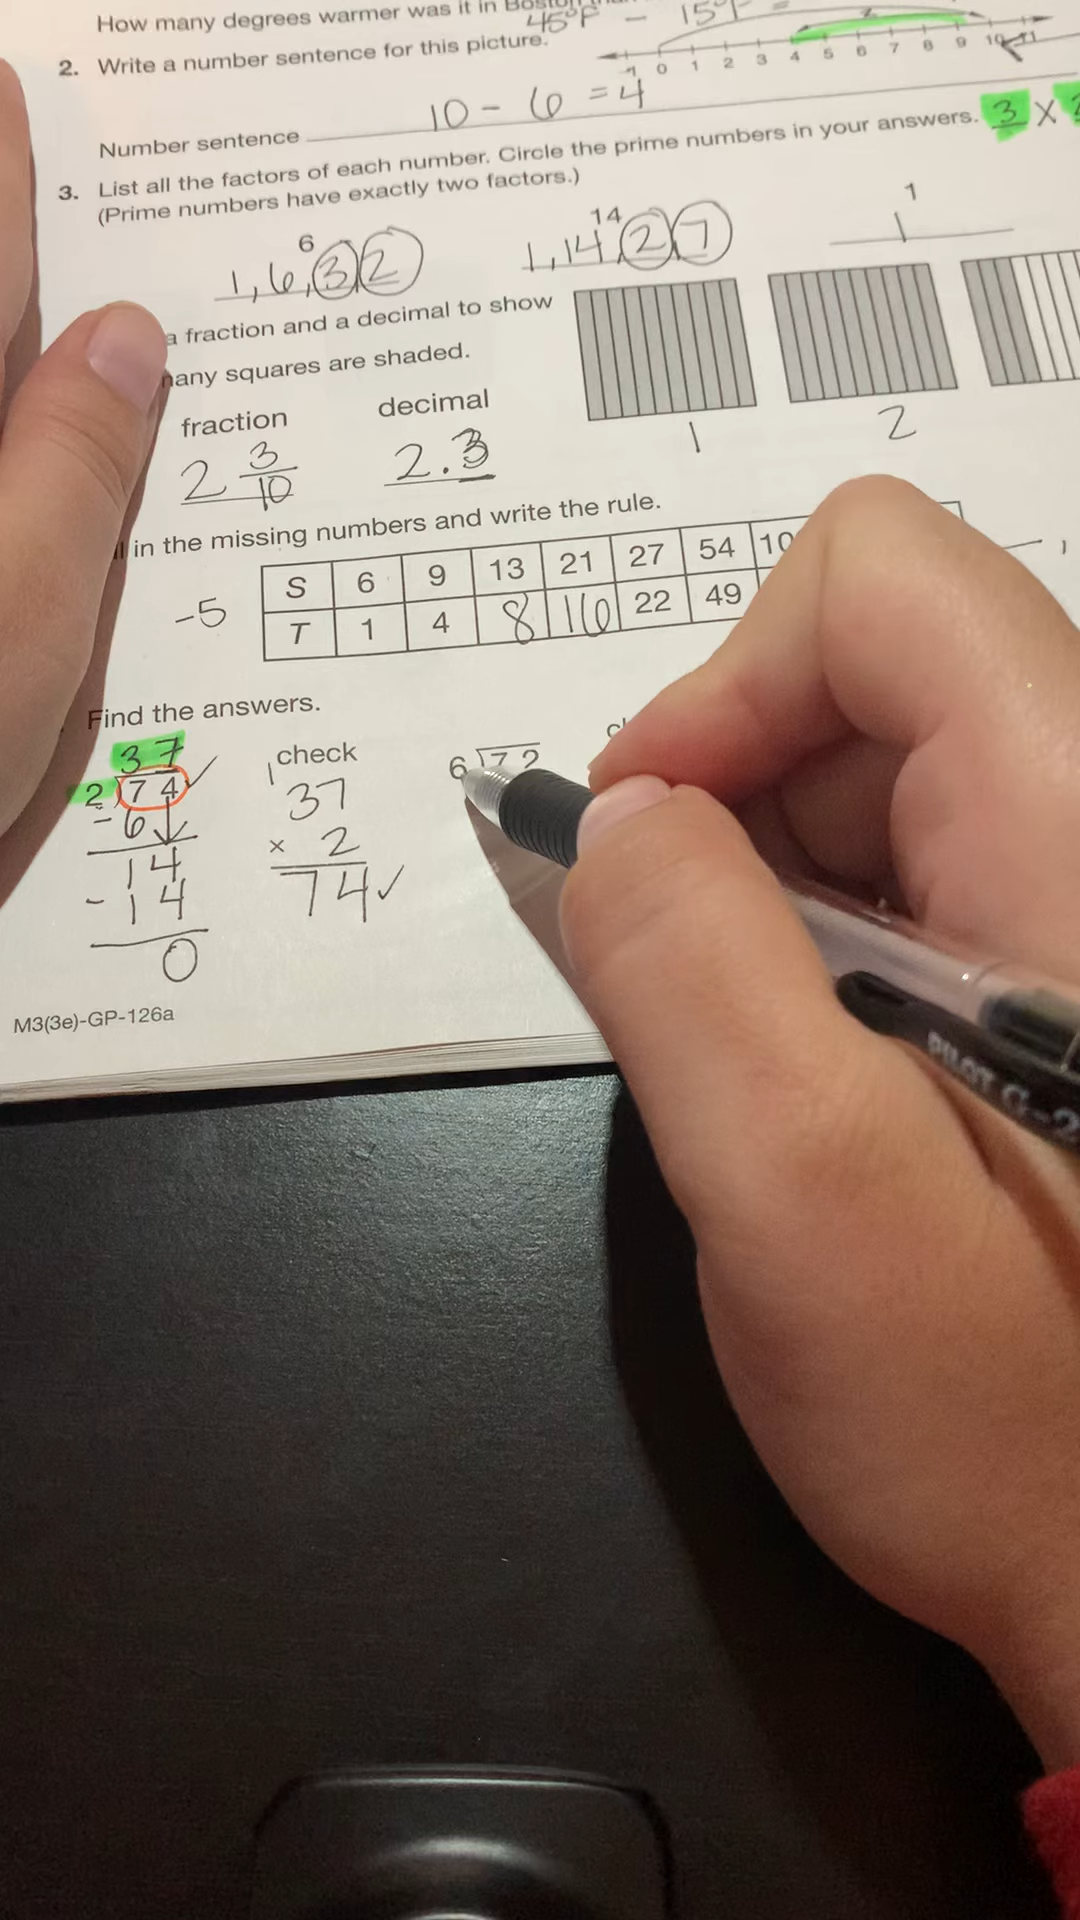 How many degrees warmer was it in Boston
45°F - 15°F =
2. Write a number sentence for this picture.
-1 0 1 2 3 4 5 6 7 8 9 10 11
10 - 6 = 4
Number sentence
3. List all the factors of each number. Circle the prime numbers in your answers. 3 X
(Prime numbers have exactly two factors.)
6 14 1
1, 6, 3, 2 1, 14, 2, 7 1
a fraction and a decimal to show
many squares are shaded.
fraction decimal
2 3/10 2.3 1 2
in the missing numbers and write the rule.
S 6 9 13 21 27 54 10
-5 T 1 4 8 16 22 49
Find the answers.
37 check
2)74 ✓ 1 6)72
-6 37
14 × 2
-14 74 ✓
0
M3(3e)-GP-126a
PILOT G-2